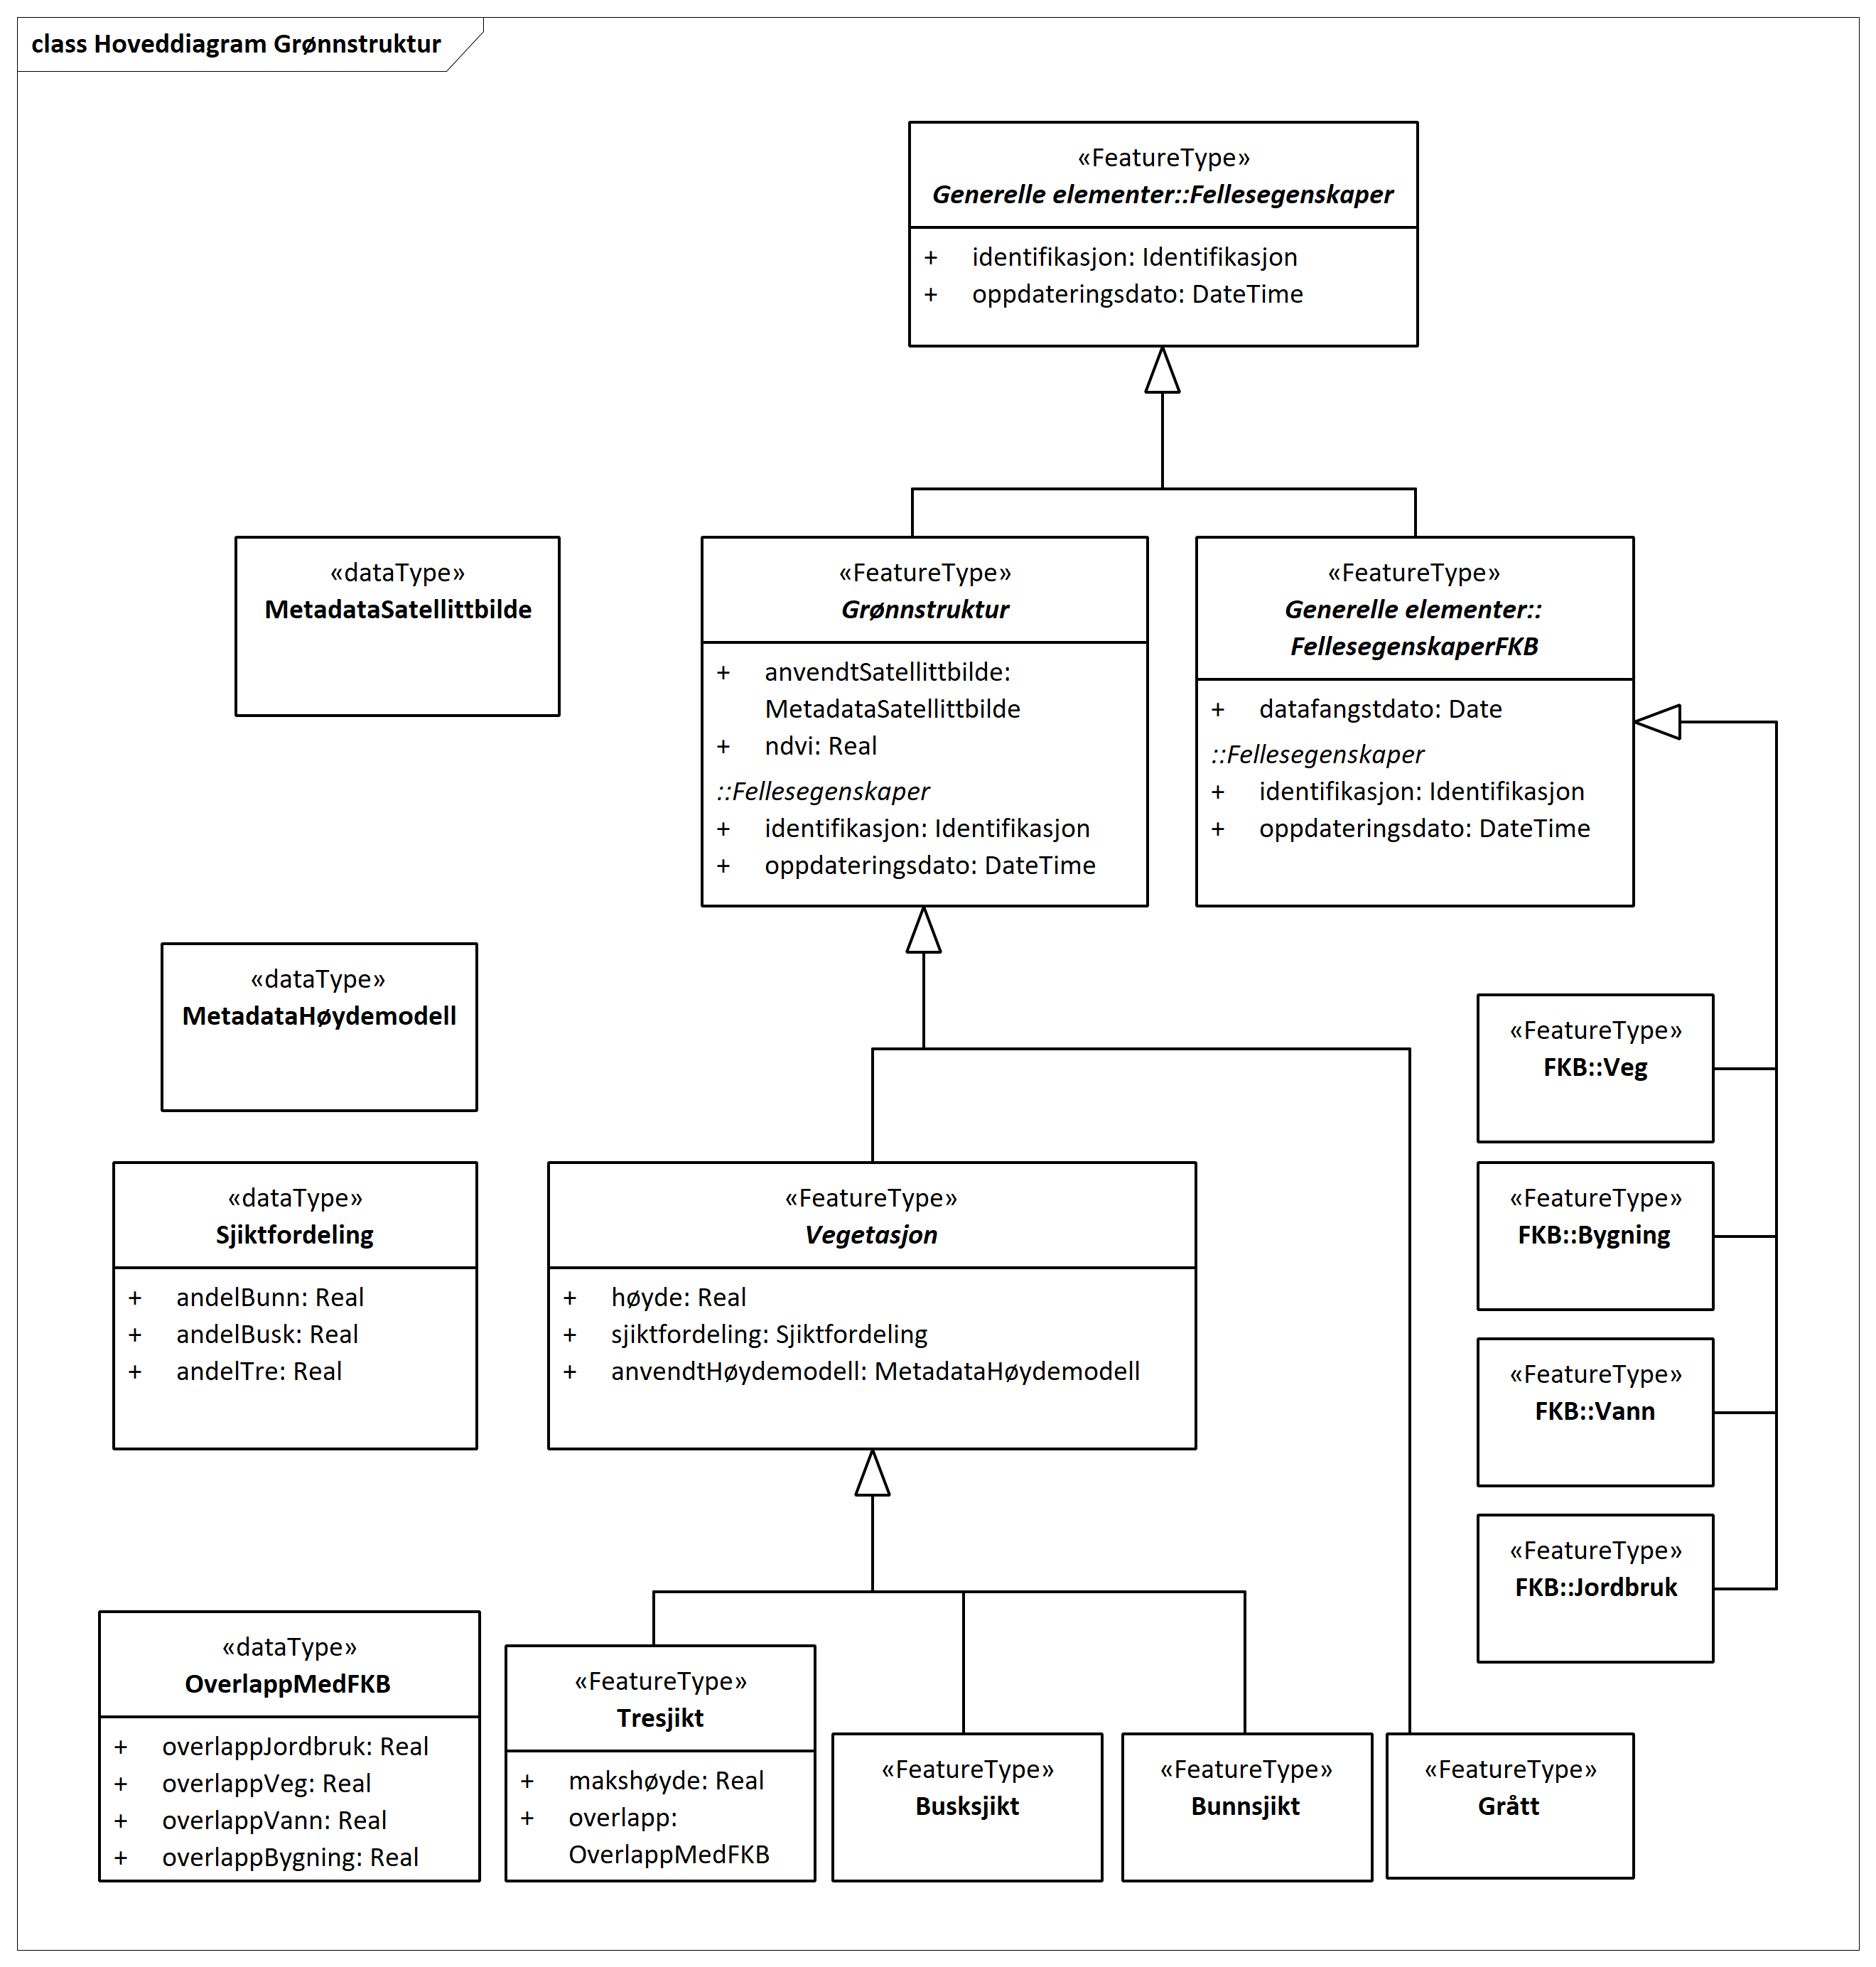 class Hoveddiagram Grønnstruktur
«FeatureType»
Generelle elementer::Fellesegenskaper
+ identifikasjon: Identifikasjon
+ oppdateringsdato: DateTime
«dataType»
MetadataSatellittbilde
«FeatureType»
Grønnstruktur
+ anvendtSatellittbilde:
MetadataSatellittbilde
+ ndvi: Real
::Fellesegenskaper
+ identifikasjon: Identifikasjon
+ oppdateringsdato: DateTime
«FeatureType»
Generelle elementer::
FellesegenskaperFKB
+ datafangstdato: Date
::Fellesegenskaper
+ identifikasjon: Identifikasjon
+ oppdateringsdato: DateTime
«dataType»
MetadataHøydemodell
«FeatureType»
FKB::Veg
«dataType»
Sjiktfordeling
+ andelBunn: Real
+ andelBusk: Real
+ andelTre: Real
«FeatureType»
Vegetasjon
+ høyde: Real
+ sjiktfordeling: Sjiktfordeling
+ anvendtHøydemodell: MetadataHøydemodell
«FeatureType»
FKB::Bygning
«FeatureType»
FKB::Vann
«FeatureType»
FKB::Jordbruk
«dataType»
OverlappMedFKB
+ overlappJordbruk: Real
+ overlappVeg: Real
+ overlappVann: Real
+ overlappBygning: Real
«FeatureType»
Tresjikt
+ makshøyde: Real
+ overlapp:
OverlappMedFKB
«FeatureType»
Busksjikt
«FeatureType»
Bunnsjikt
«FeatureType»
Grått